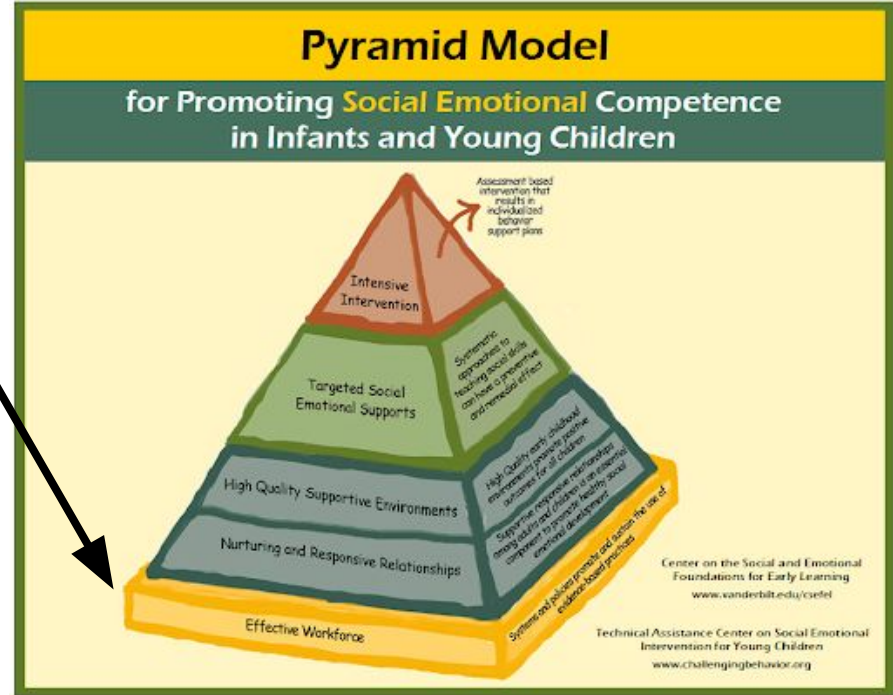 Pyramid Model
for Promoting Social Emotional Competence
in Infants and Young Children
Assessment based
intervention that
results in
individualized
behavior
support plans
Intensive
Intervention
Systematic
approaches to
teaching social skills
can have a preventive
and remedial effect
Targeted Social
Emotional Supports
High Quality early childhood
environments promote positive
outcomes for all children
High Quality Supportive Environments
Supportive responsive relationships
among adults and children is an essential
component to promote healthy social
emotional development
Nurturing and Responsive Relationships
Systems and policies promote and sustain the use of
evidence-based practices
Effective Workforce
Center on the Social and Emotional
Foundations for Early Learning
www.vanderbilt.edu/csefel
Technical Assistance Center on Social Emotional
Intervention for Young Children
www.challengingbehavior.org